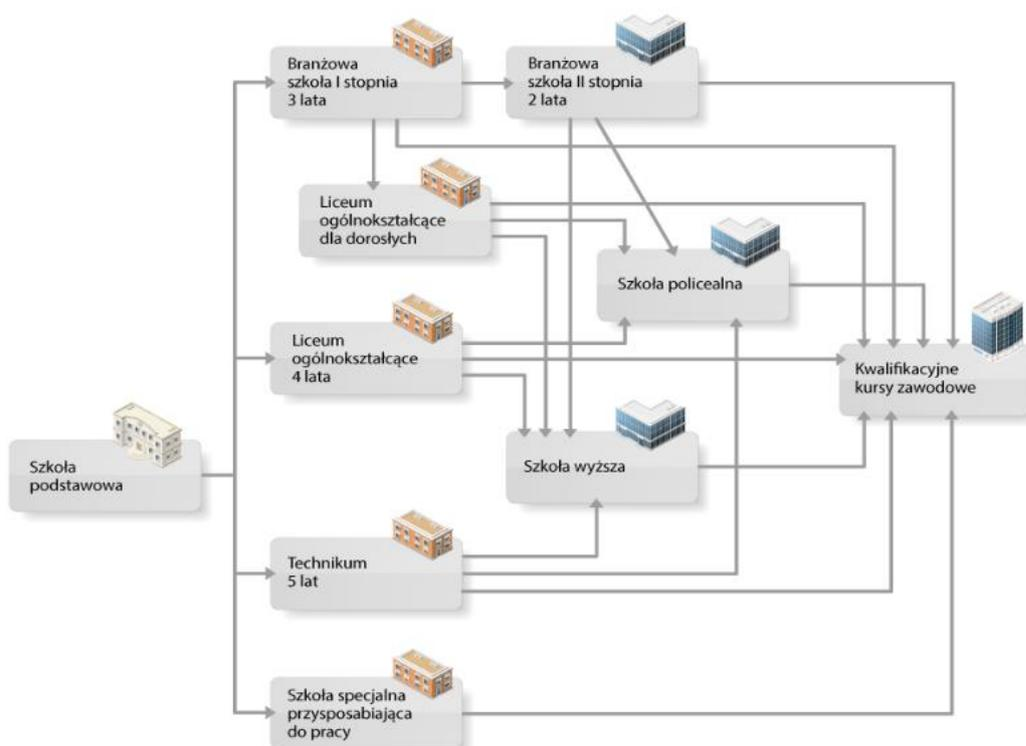 Branżowa
szkoła I stopnia
3 lata
Branżowa
szkoła II stopnia
2 lata
Liceum
ogólnokształcące
dla dorosłych
Szkoła policealna
Liceum
ogólnokształcące
4 lata
Kwalifikacyjne
kursy zawodowe
Szkoła
podstawowa
Szkoła wyższa
Technikum
5 lat
Szkoła specjalna
przysposabiająca
do pracy